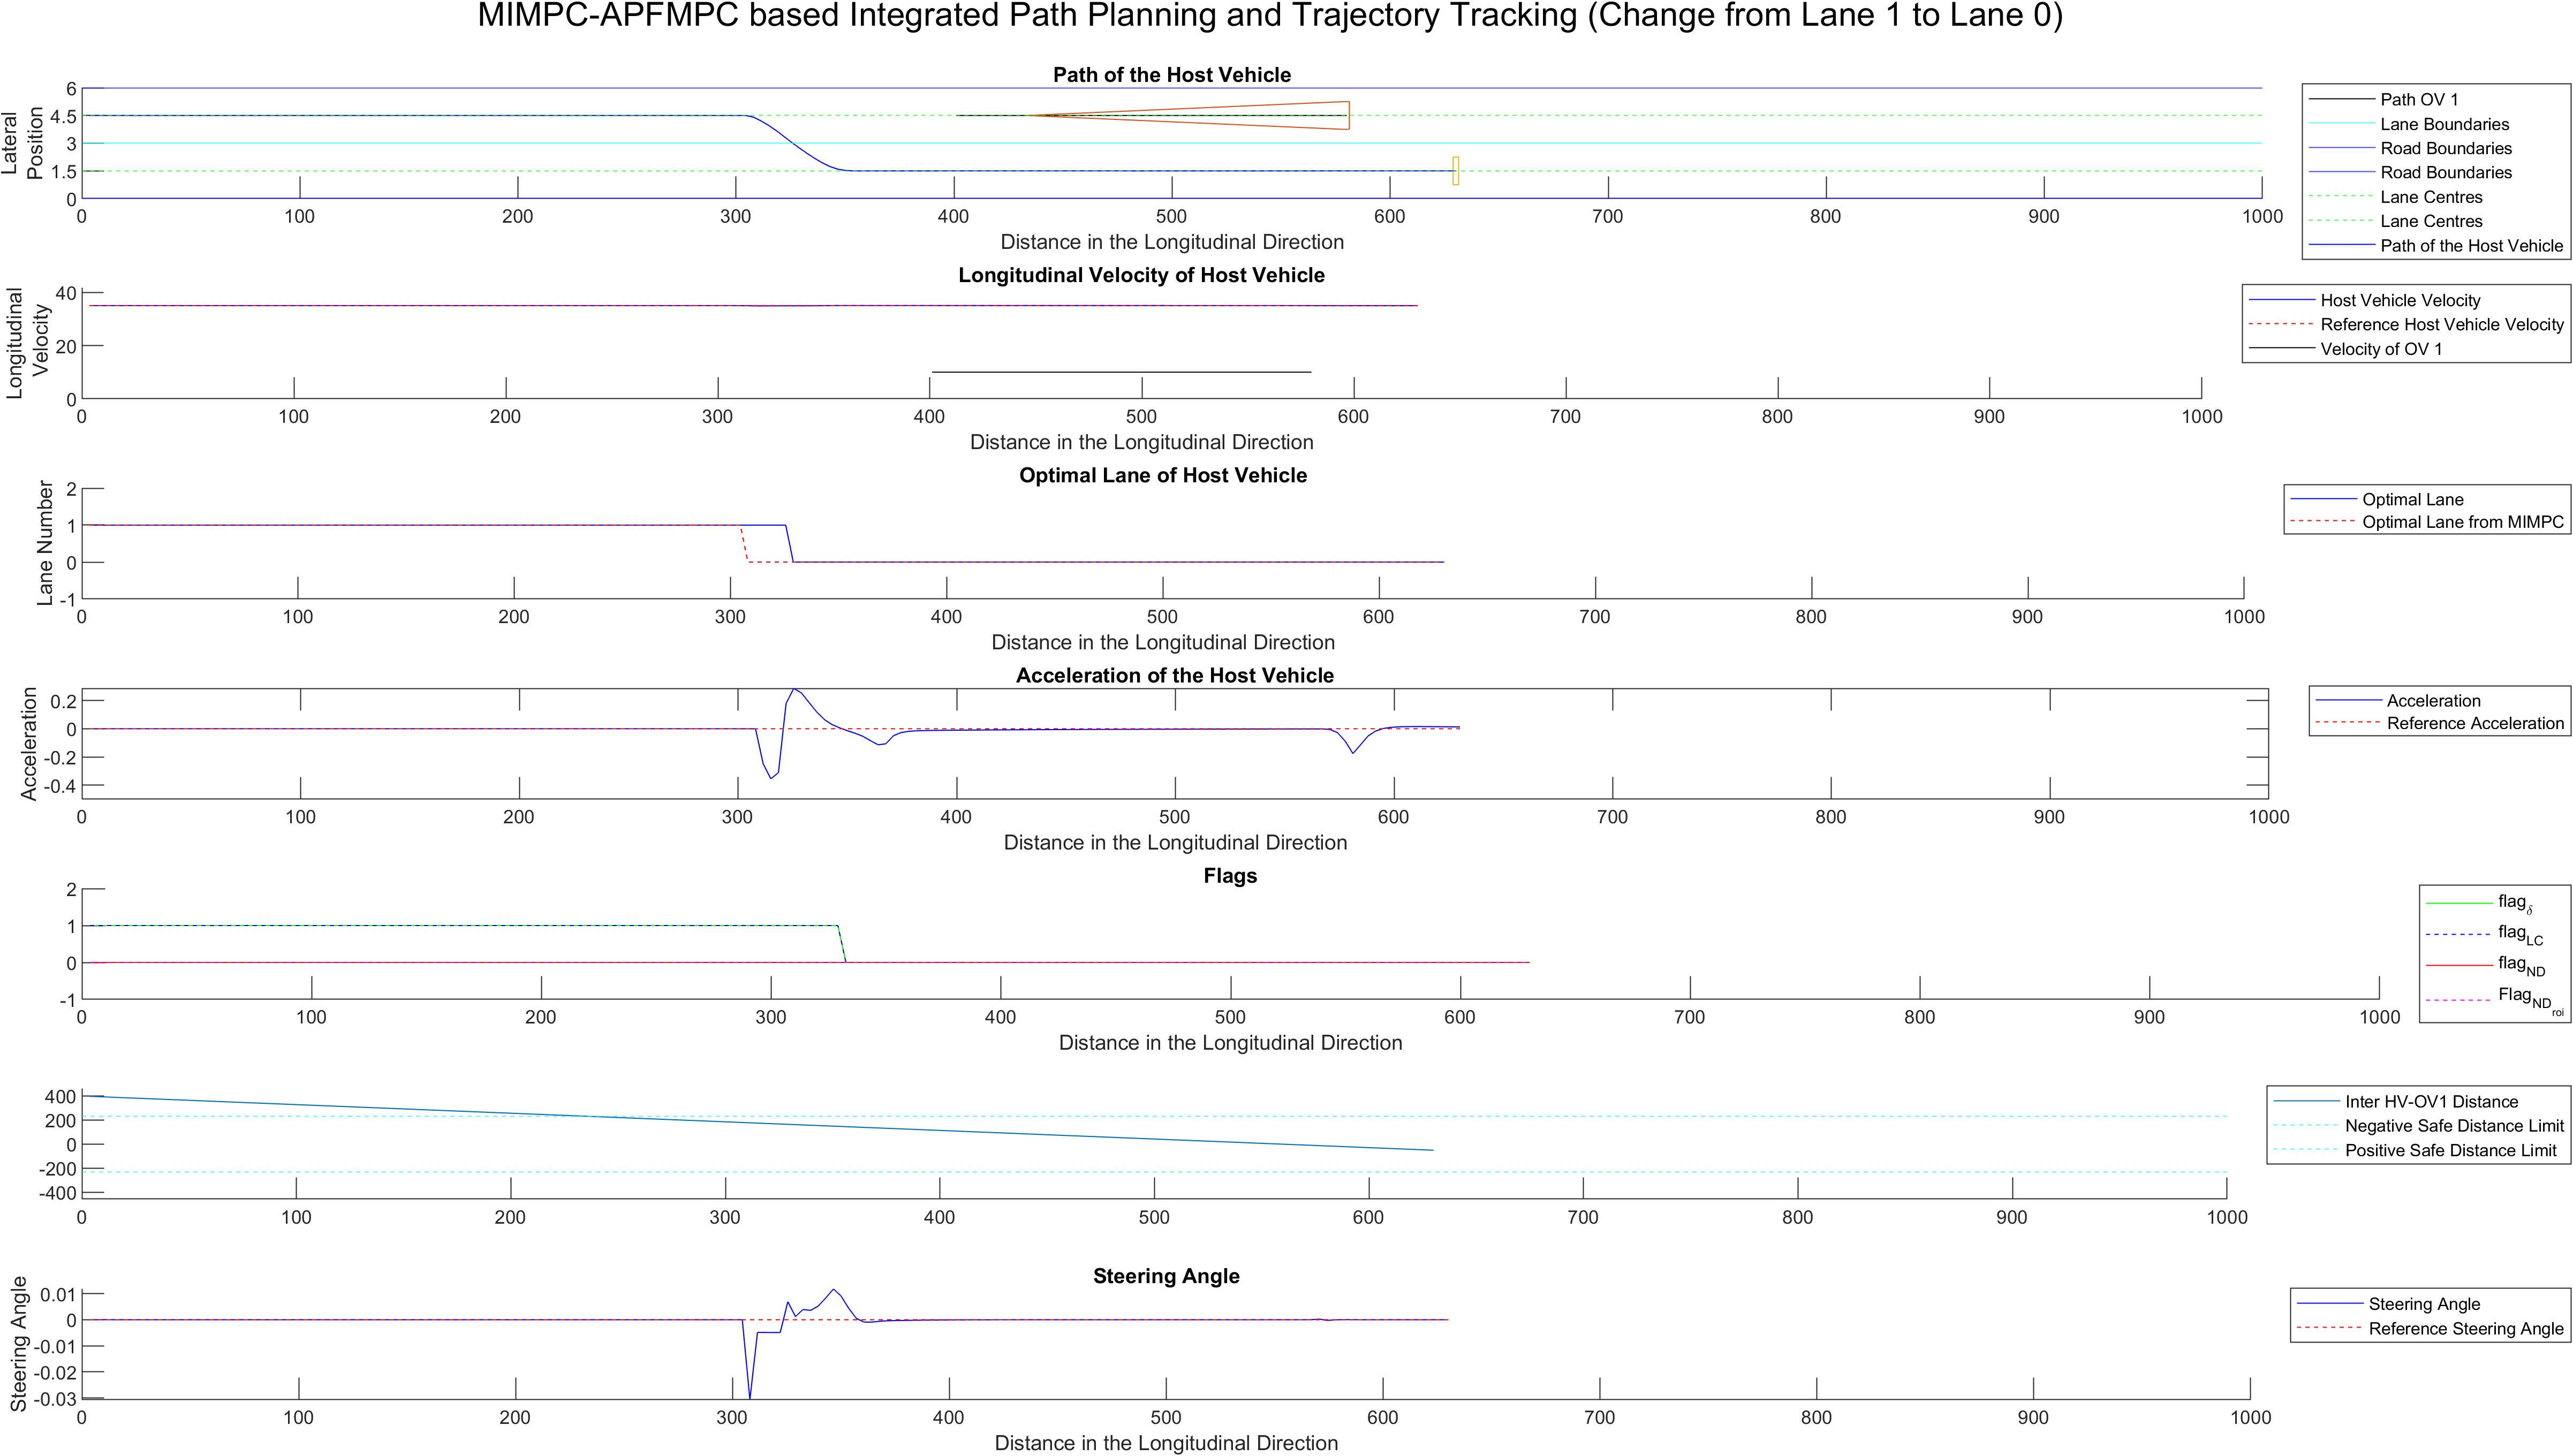 MIMPC-APFMPC based Integrated Path Planning and Trajectory Tracking (Change from Lane 1 to Lane 0)
Path of the Host Vehicle
Lateral
Position
6
4.5
3
1.5
0
0 100 200 300 400 500 600 700 800 900 1000
Distance in the Longitudinal Direction
Path OV 1
Lane Boundaries
Road Boundaries
Road Boundaries
Lane Centres
Lane Centres
Path of the Host Vehicle
Longitudinal Velocity of Host Vehicle
Longitudinal
Velocity
40
20
0
0 100 200 300 400 500 600 700 800 900 1000
Distance in the Longitudinal Direction
Host Vehicle Velocity
Reference Host Vehicle Velocity
Velocity of OV 1
Optimal Lane of Host Vehicle
Lane Number
2
1
0
-1
0 100 200 300 400 500 600 700 800 900 1000
Distance in the Longitudinal Direction
Optimal Lane
Optimal Lane from MIMPC
Acceleration of the Host Vehicle
Acceleration
0.2
0
-0.2
-0.4
0 100 200 300 400 500 600 700 800 900 1000
Distance in the Longitudinal Direction
Acceleration
Reference Acceleration
Flags
2
1
0
-1
0 100 200 300 400 500 600 700 800 900 1000
Distance in the Longitudinal Direction
flag δ
flag LC
flag ND
Flag ND roi
400
200
0
-200
-400
0 100 200 300 400 500 600 700 800 900 1000
Inter HV-OV1 Distance
Negative Safe Distance Limit
Positive Safe Distance Limit
Steering Angle
Steering Angle
0.01
0
-0.01
-0.02
-0.03
0 100 200 300 400 500 600 700 800 900 1000
Distance in the Longitudinal Direction
Steering Angle
Reference Steering Angle